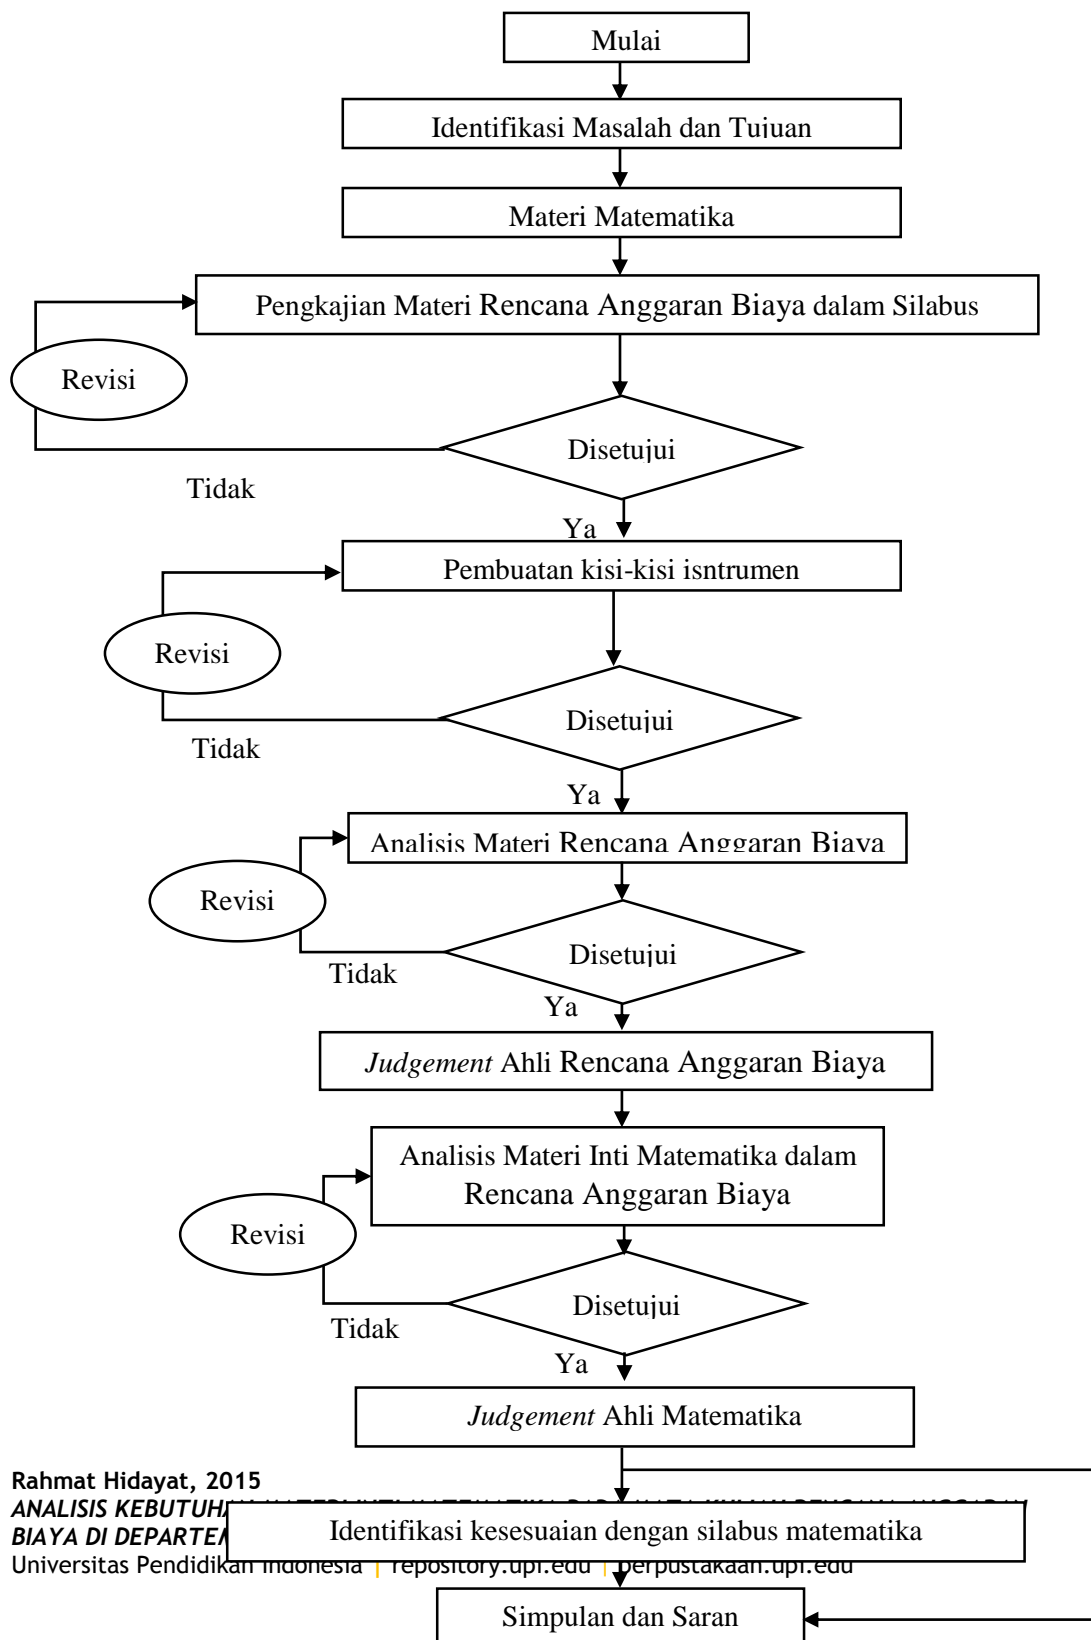 Mulai
Identifikasi Masalah dan Tujuan
Materi Matematika
Pengkajian Materi Rencana Anggaran Biaya dalam Silabus
Revisi
Disetujui
Tidak
Ya
Pembuatan kisi-kisi isntrumen
Revisi
Disetujui
Tidak
Ya
Analisis Materi Rencana Anggaran Biaya
Revisi
Disetujui
Tidak
Ya
Judgement Ahli Rencana Anggaran Biaya
Analisis Materi Inti Matematika dalam
Rencana Anggaran Biaya
Revisi
Disetujui
Tidak
Ya
Judgement Ahli Matematika
Rahmat Hidayat, 2015
ANALISIS
BIAYA DI
Identifikasi kesesuaian dengan silabus matematika
Universitas Pendidikan Indonesia | repository.upi.edu | perpustakaan.upi.edu
Simpulan dan Saran